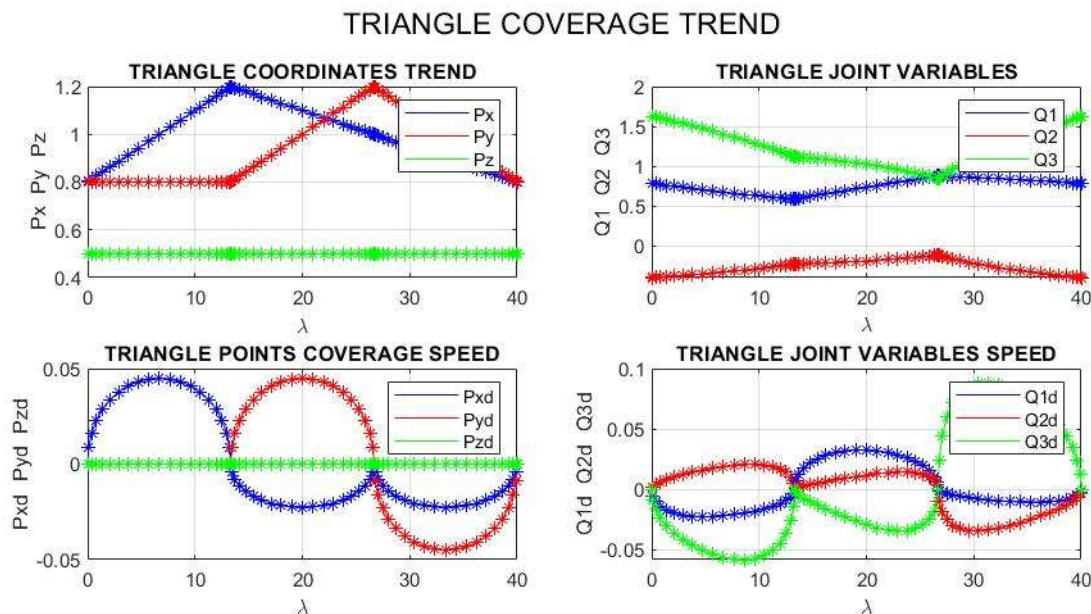 TRIANGLE COVERAGE TREND
TRIANGLE COORDINATES TREND
Px Py Pz
1.2
1
0.8
0.6
0.4
Px
Py
Pz
0 10 20 30 40
λ
TRIANGLE JOINT VARIABLES
Q1 Q2 Q3
2
1.5
1
0.5
0
Q1
Q2
Q3
0 10 20 30 40
λ
TRIANGLE POINTS COVERAGE SPEED
Pxd Pyd Pzd
0.05
0
-0.05
Pxd
Pyd
Pzd
0 10 20 30 40
λ
TRIANGLE JOINT VARIABLES SPEED
Q1d Q2d Q3d
0.1
0.05
0
-0.05
Q1d
Q2d
Q3d
0 10 20 30 40
λ